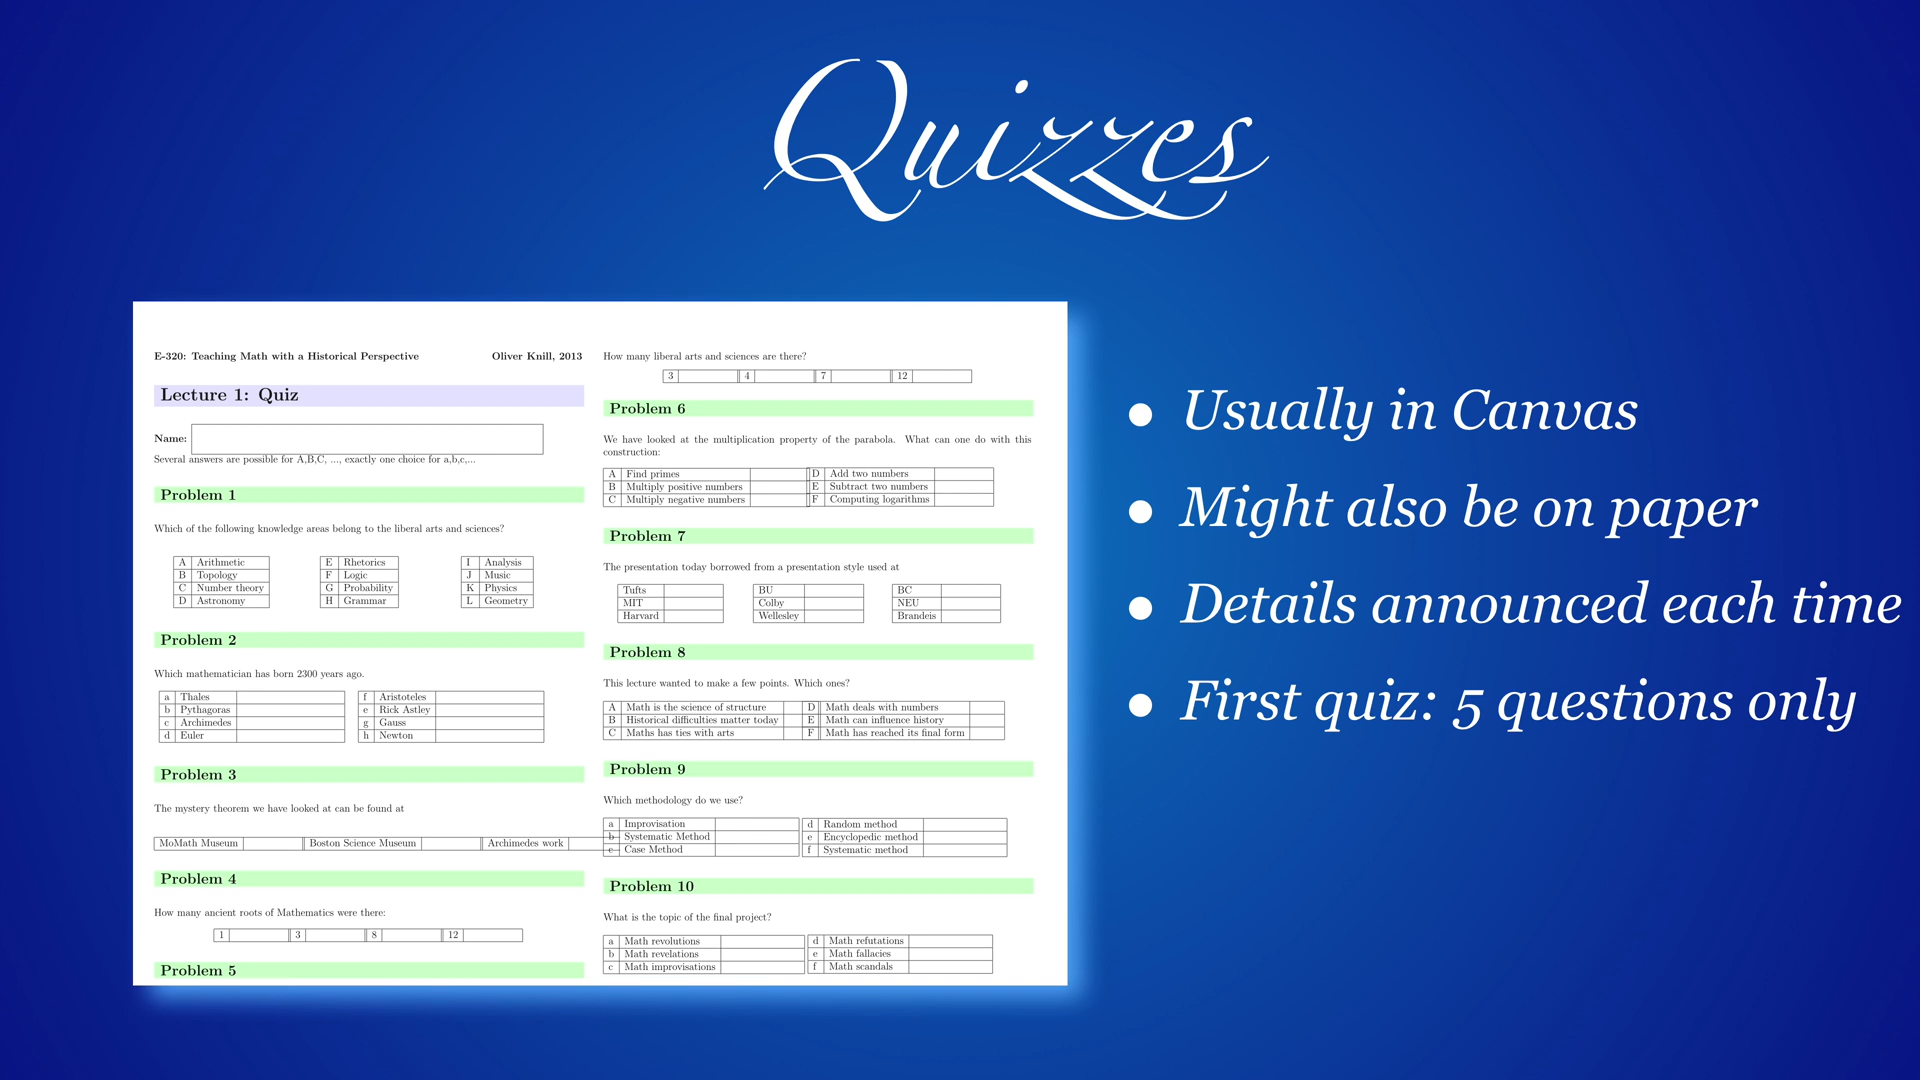 Quizzes
E-320: Teaching Math with a Historical Perspective Oliver Knill, 2013
Lecture 1: Quiz
Name:
Several answers are possible for A,B,C, ..., exactly one choice for a,b,c,...
Problem 1
Which of the following knowledge areas belong to the liberal arts and sciences?
A Arithmetic E Rhetorics I Analysis
B Topology F Logic J Music
C Number theory G Probability K Physics
D Astronomy H Grammar L Geometry
Problem 2
Which mathematician has born 2300 years ago.
a Thales f Aristoteles
b Pythagoras e Rick Astley
c Archimedes g Gauss
d Euler h Newton
Problem 3
The mystery theorem we have looked at can be found at
MoMath Museum Boston Science Museum Archimedes work
Problem 4
How many ancient roots of Mathematics were there:
1 3 8 12
Problem 5
How many liberal arts and sciences are there?
3 4 7 12
Problem 6
We have looked at the multiplication property of the parabola. What can one do with this
construction:
A Find primes D Add two numbers
B Multiply positive numbers E Subtract two numbers
C Multiply negative numbers F Computing logarithms
Problem 7
The presentation today borrowed from a presentation style used at
Tufts BU BC
MIT Colby NEU
Harvard Wellesley Brandeis
Problem 8
This lecture wanted to make a few points. Which ones?
A Math is the science of structure D Math deals with numbers
B Historical difficulties matter today E Math can influence history
C Maths has ties with arts F Math has reached its final form
Problem 9
Which methodology do we use?
a Improvisation d Random method
b Systematic Method e Encyclopedic method
c Case Method f Systematic method
Problem 10
What is the topic of the final project?
a Math revolutions d Math refutations
b Math revelations e Math fallacies
c Math improvisations f Math scandals
• Usually in Canvas
• Might also be on paper
• Details announced each time
• First quiz: 5 questions only